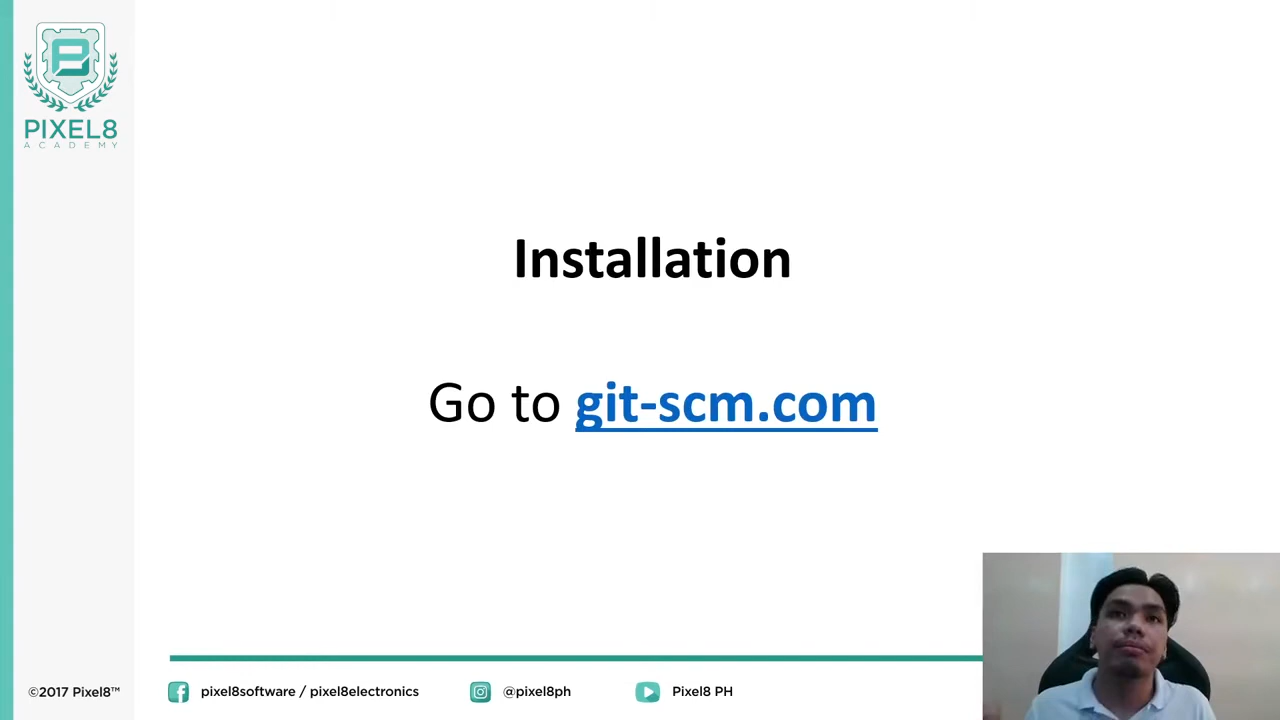 PIXEL8
ACADEMY
Installation
Go to git-scm.com
©2017 Pixel8™
pixel8software / pixel8electronics
@pixel8ph
Pixel8 PH